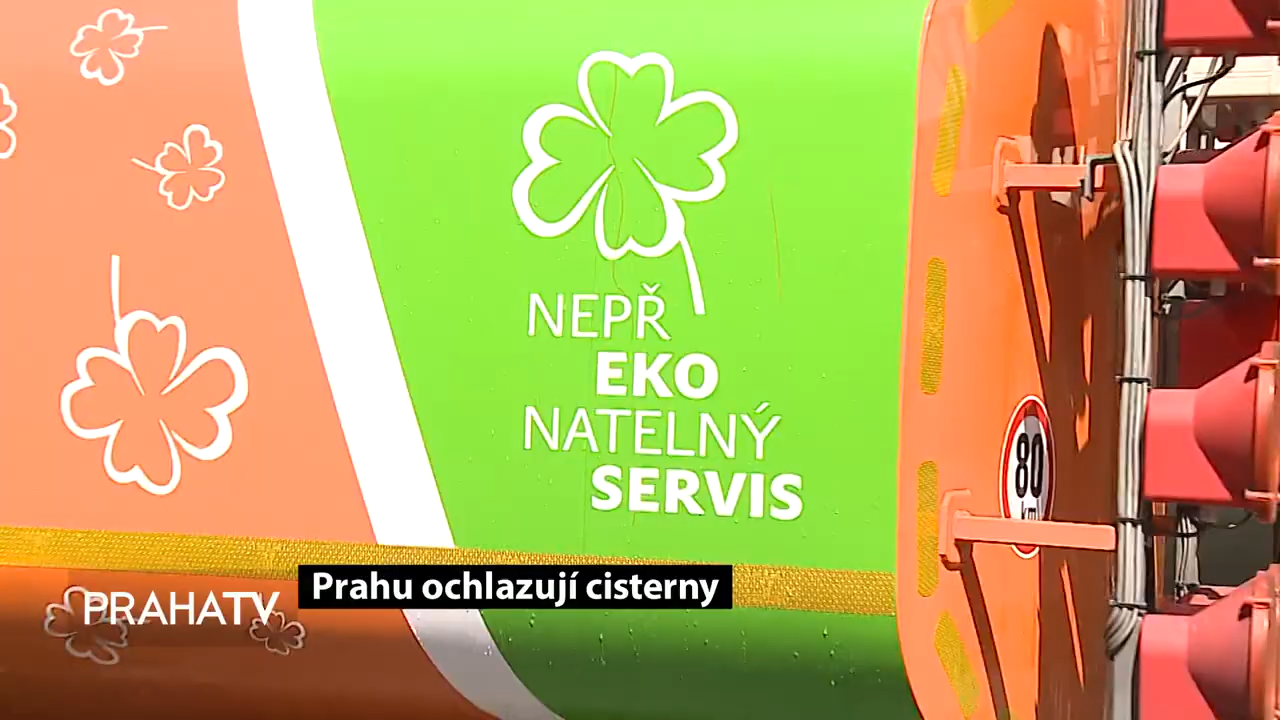 NEPŘ
EKO
NATELNÝ
SERVIS
80
km
Prahu ochlazují cisterny
PRAHATV